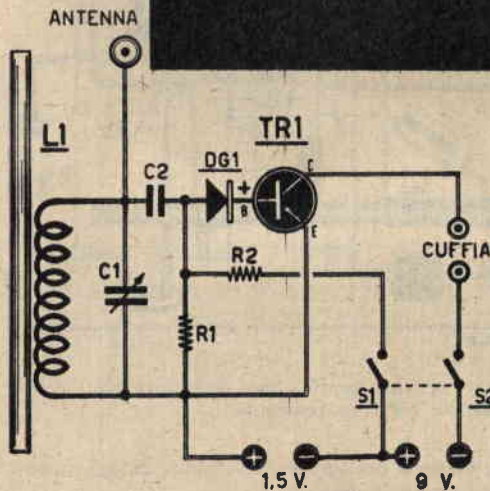 ANTENNA
L1
C2
DG1
TR1
+
B
C
E
C1
R2
CUFFIA
R1
S1
S2
+
-
+
-
1,5 V.
9 V.